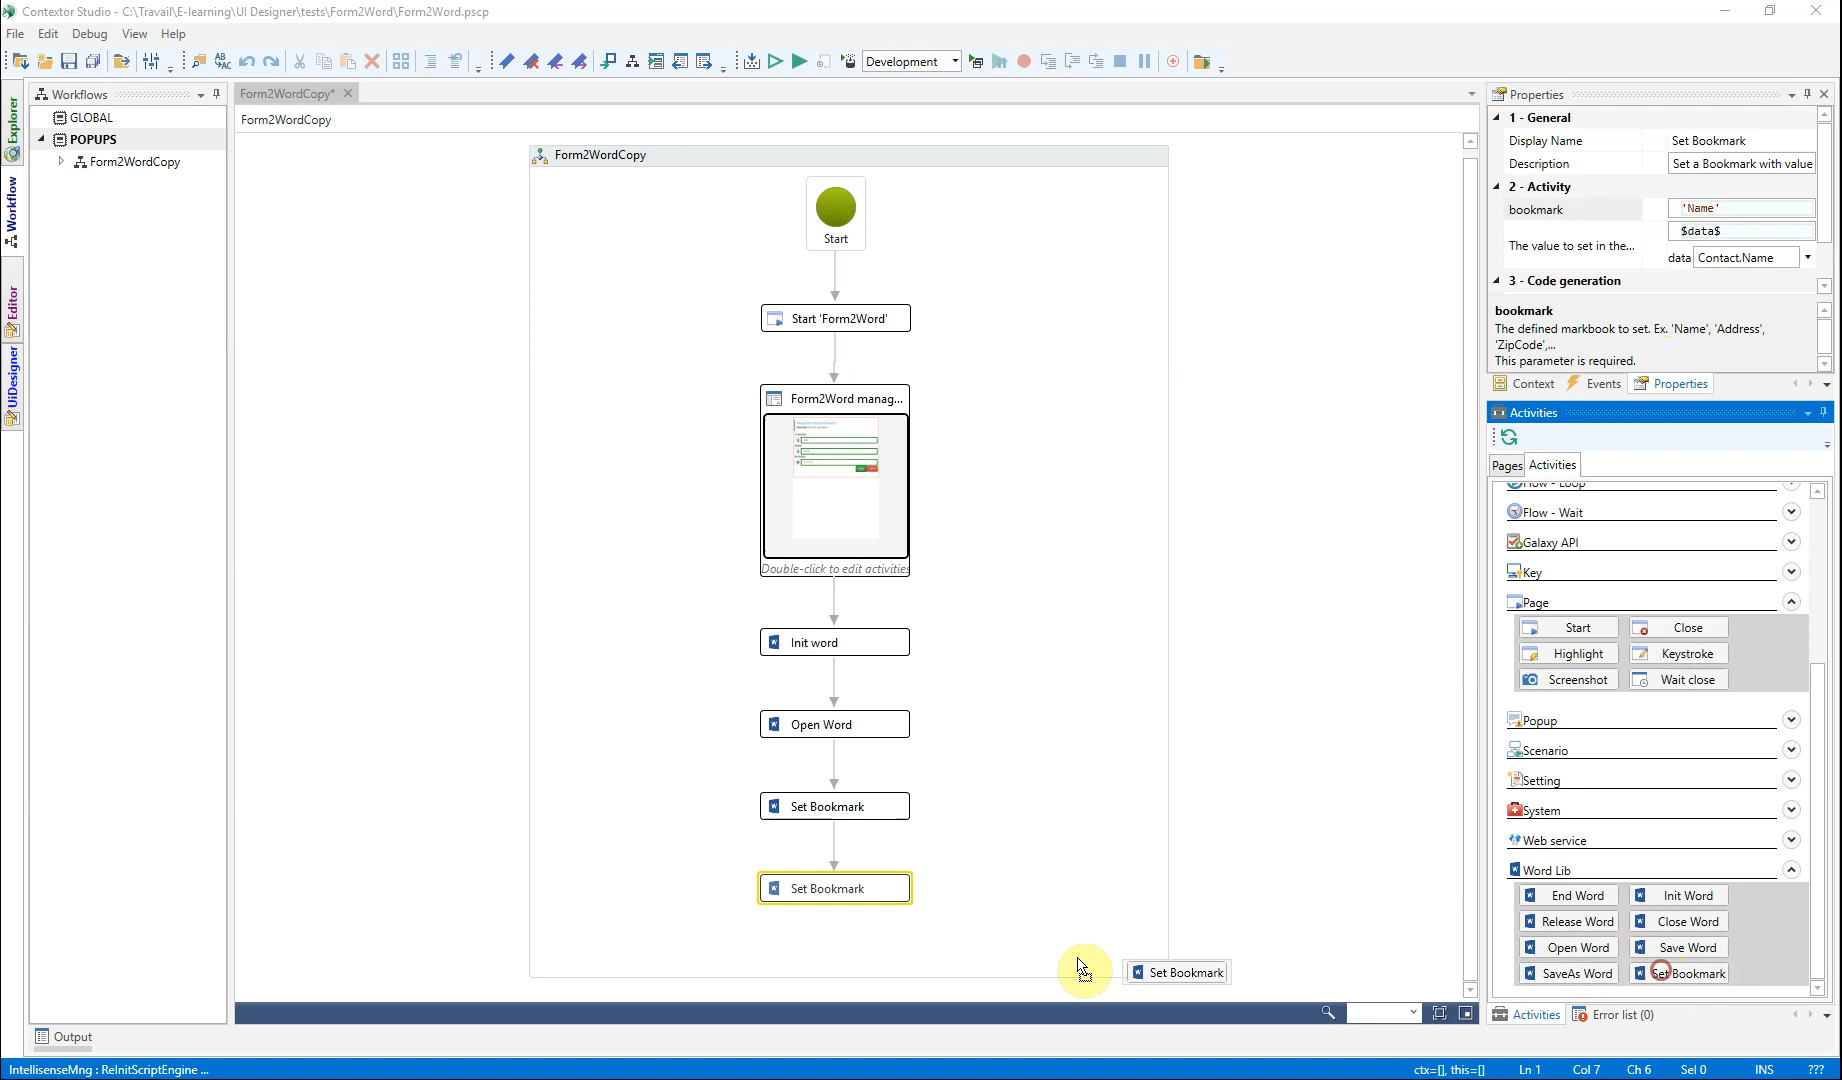 Contextor Studio - C:\Travail\E-learning\UI Designer\tests\Form2Word\Form2Word.pscp
File Edit Debug View Help
Development
Explorer
Workflow
Editor
UiDesigner
Workflows
GLOBAL
POPUPS
Form2WordCopy
Form2WordCopy*
Form2WordCopy
Form2WordCopy
Start
Start 'Form2Word'
Form2Word manag...
Double-click to edit activities
Init word
Open Word
Set Bookmark
Set Bookmark
Set Bookmark
Properties
1 - General
Display Name Set Bookmark
Description Set a Bookmark with value
2 - Activity
bookmark 'Name'
$data$
The value to set in the...
data Contact.Name
3 - Code generation
bookmark
The defined markbook to set. Ex. 'Name', 'Address',
'ZipCode',...
This parameter is required.
Context Events Properties
Activities
Pages Activities
Flow - Loop
Flow - Wait
Galaxy API
Key
Page
Start Close
Highlight Keystroke
Screenshot Wait close
Popup
Scenario
Setting
System
Web service
Word Lib
End Word Init Word
Release Word Close Word
Open Word Save Word
SaveAs Word Set Bookmark
Activities Error list (0)
Output
IntellisenseMng : ReInitScriptEngine ...
ctx=[], this=[] Ln 1 Col 7 Ch 6 Sel 0 INS ???